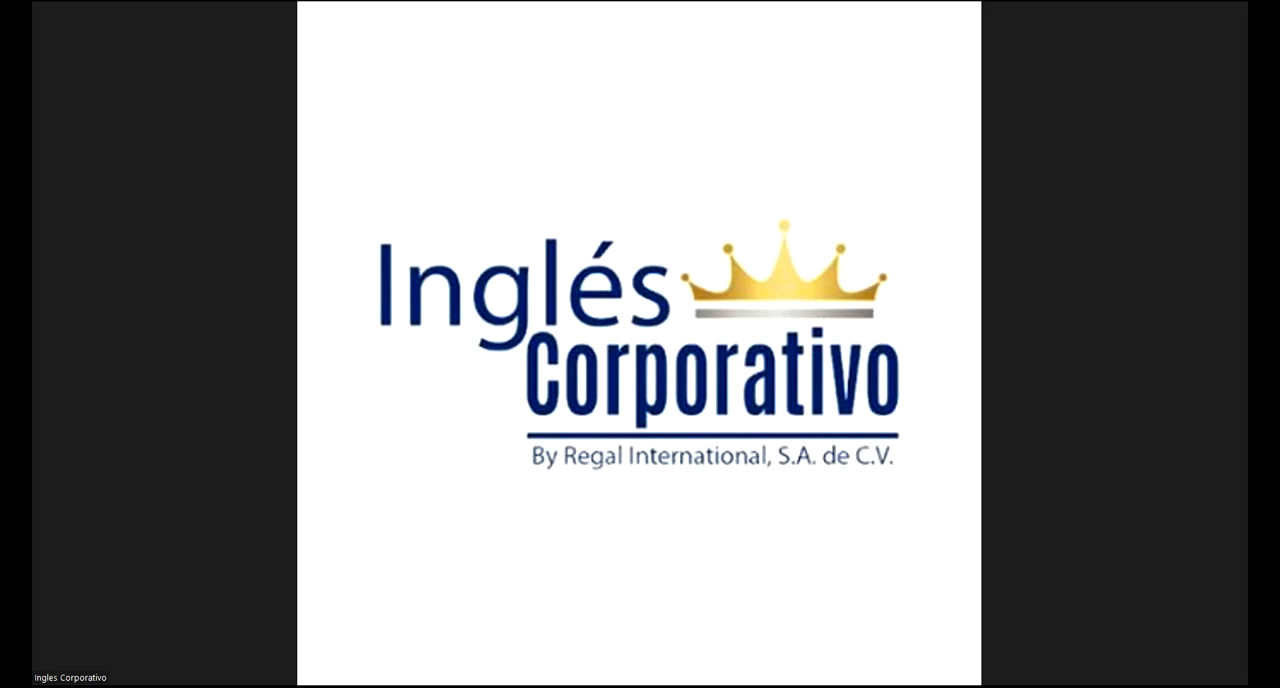 Inglés
Corporativo
By Regal International, S.A. de C.V.
Ingles Corporativo